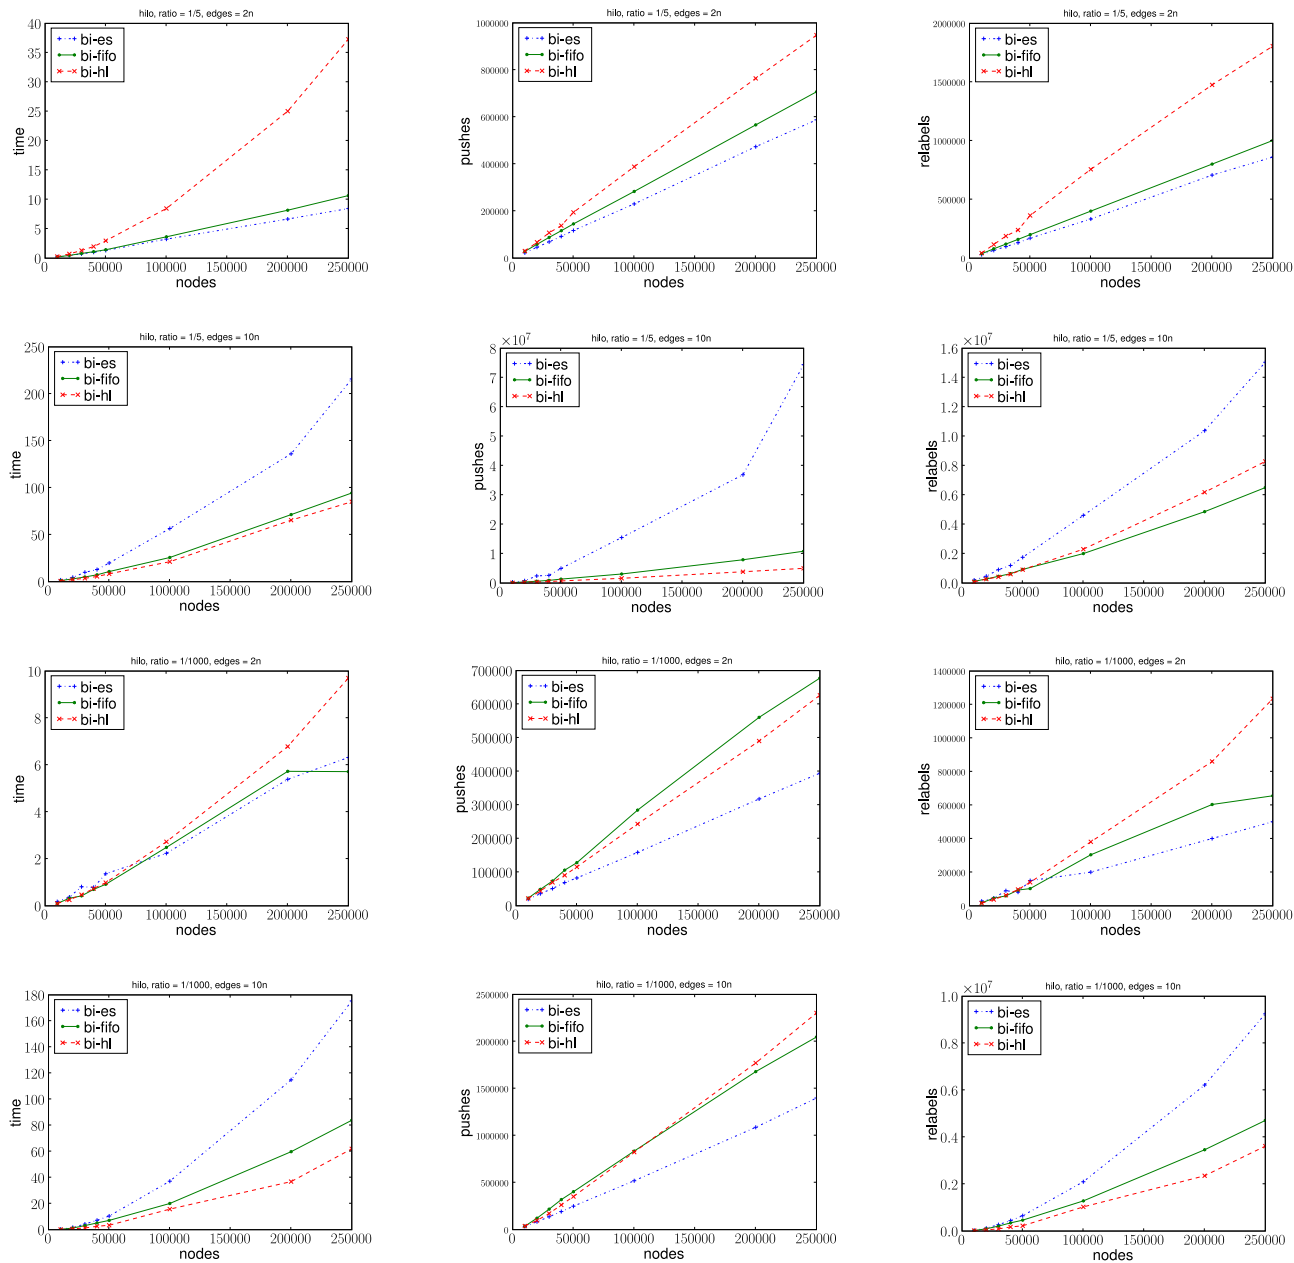 hilo, ratio = 1/5, edges = 2n
40
35
30
25
20
15
10
5
0
time
bi-es
bi-fifo
bi-hl
0 50000 100000 150000 200000 250000
nodes
hilo, ratio = 1/5, edges = 2n
1000000
800000
600000
400000
200000
0
pushes
bi-es
bi-fifo
bi-hl
0 50000 100000 150000 200000 250000
nodes
hilo, ratio = 1/5, edges = 2n
2000000
1500000
1000000
500000
0
relabels
bi-es
bi-fifo
bi-hl
0 50000 100000 150000 200000 250000
nodes
hilo, ratio = 1/5, edges = 10n
250
200
150
100
50
0
time
bi-es
bi-fifo
bi-hl
0 50000 100000 150000 200000 250000
nodes
hilo, ratio = 1/5, edges = 10n
×10^7
8
7
6
5
4
3
2
1
0
pushes
bi-es
bi-fifo
bi-hl
0 50000 100000 150000 200000 250000
nodes
hilo, ratio = 1/5, edges = 10n
×10^7
1.6
1.4
1.2
1.0
0.8
0.6
0.4
0.2
0.0
relabels
bi-es
bi-fifo
bi-hl
0 50000 100000 150000 200000 250000
nodes
hilo, ratio = 1/1000, edges = 2n
10
8
6
4
2
0
time
bi-es
bi-fifo
bi-hl
0 50000 100000 150000 200000 250000
nodes
hilo, ratio = 1/1000, edges = 2n
700000
600000
500000
400000
300000
200000
100000
0
pushes
bi-es
bi-fifo
bi-hl
0 50000 100000 150000 200000 250000
nodes
hilo, ratio = 1/1000, edges = 2n
1400000
1200000
1000000
800000
600000
400000
200000
0
relabels
bi-es
bi-fifo
bi-hl
0 50000 100000 150000 200000 250000
nodes
hilo, ratio = 1/1000, edges = 10n
180
160
140
120
100
80
60
40
20
0
time
bi-es
bi-fifo
bi-hl
0 50000 100000 150000 200000 250000
nodes
hilo, ratio = 1/1000, edges = 10n
2500000
2000000
1500000
1000000
500000
0
pushes
bi-es
bi-fifo
bi-hl
0 50000 100000 150000 200000 250000
nodes
hilo, ratio = 1/1000, edges = 10n
×10^7
1.0
0.8
0.6
0.4
0.2
0.0
relabels
bi-es
bi-fifo
bi-hl
0 50000 100000 150000 200000 250000
nodes